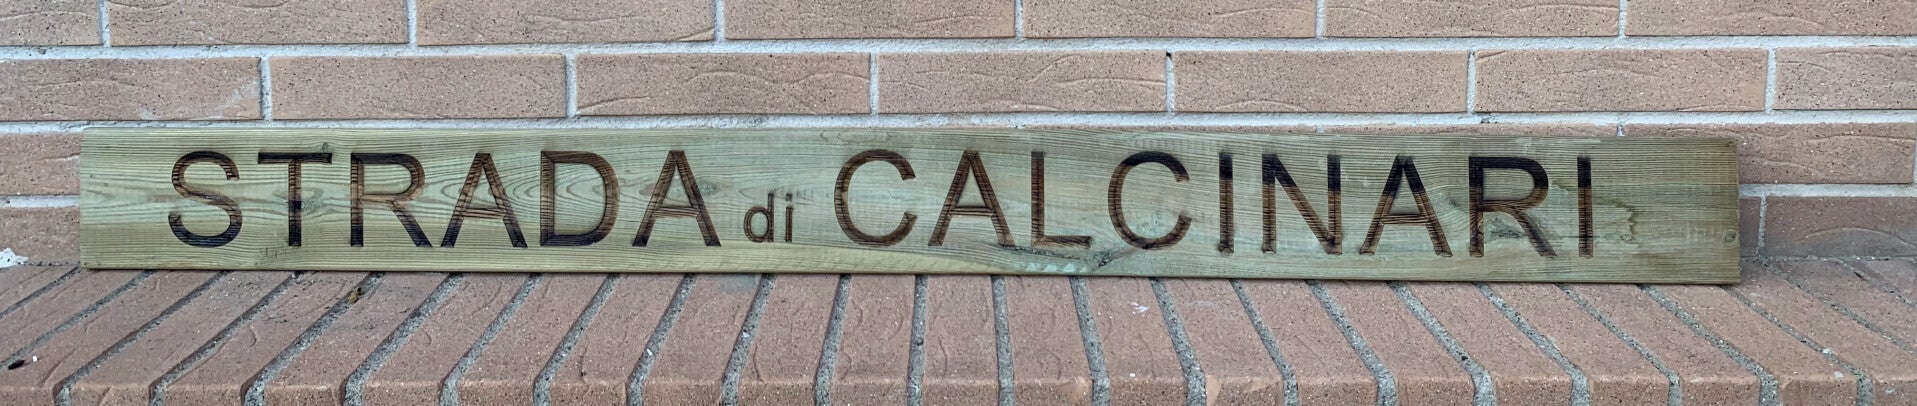 STRADA di CALCINARI